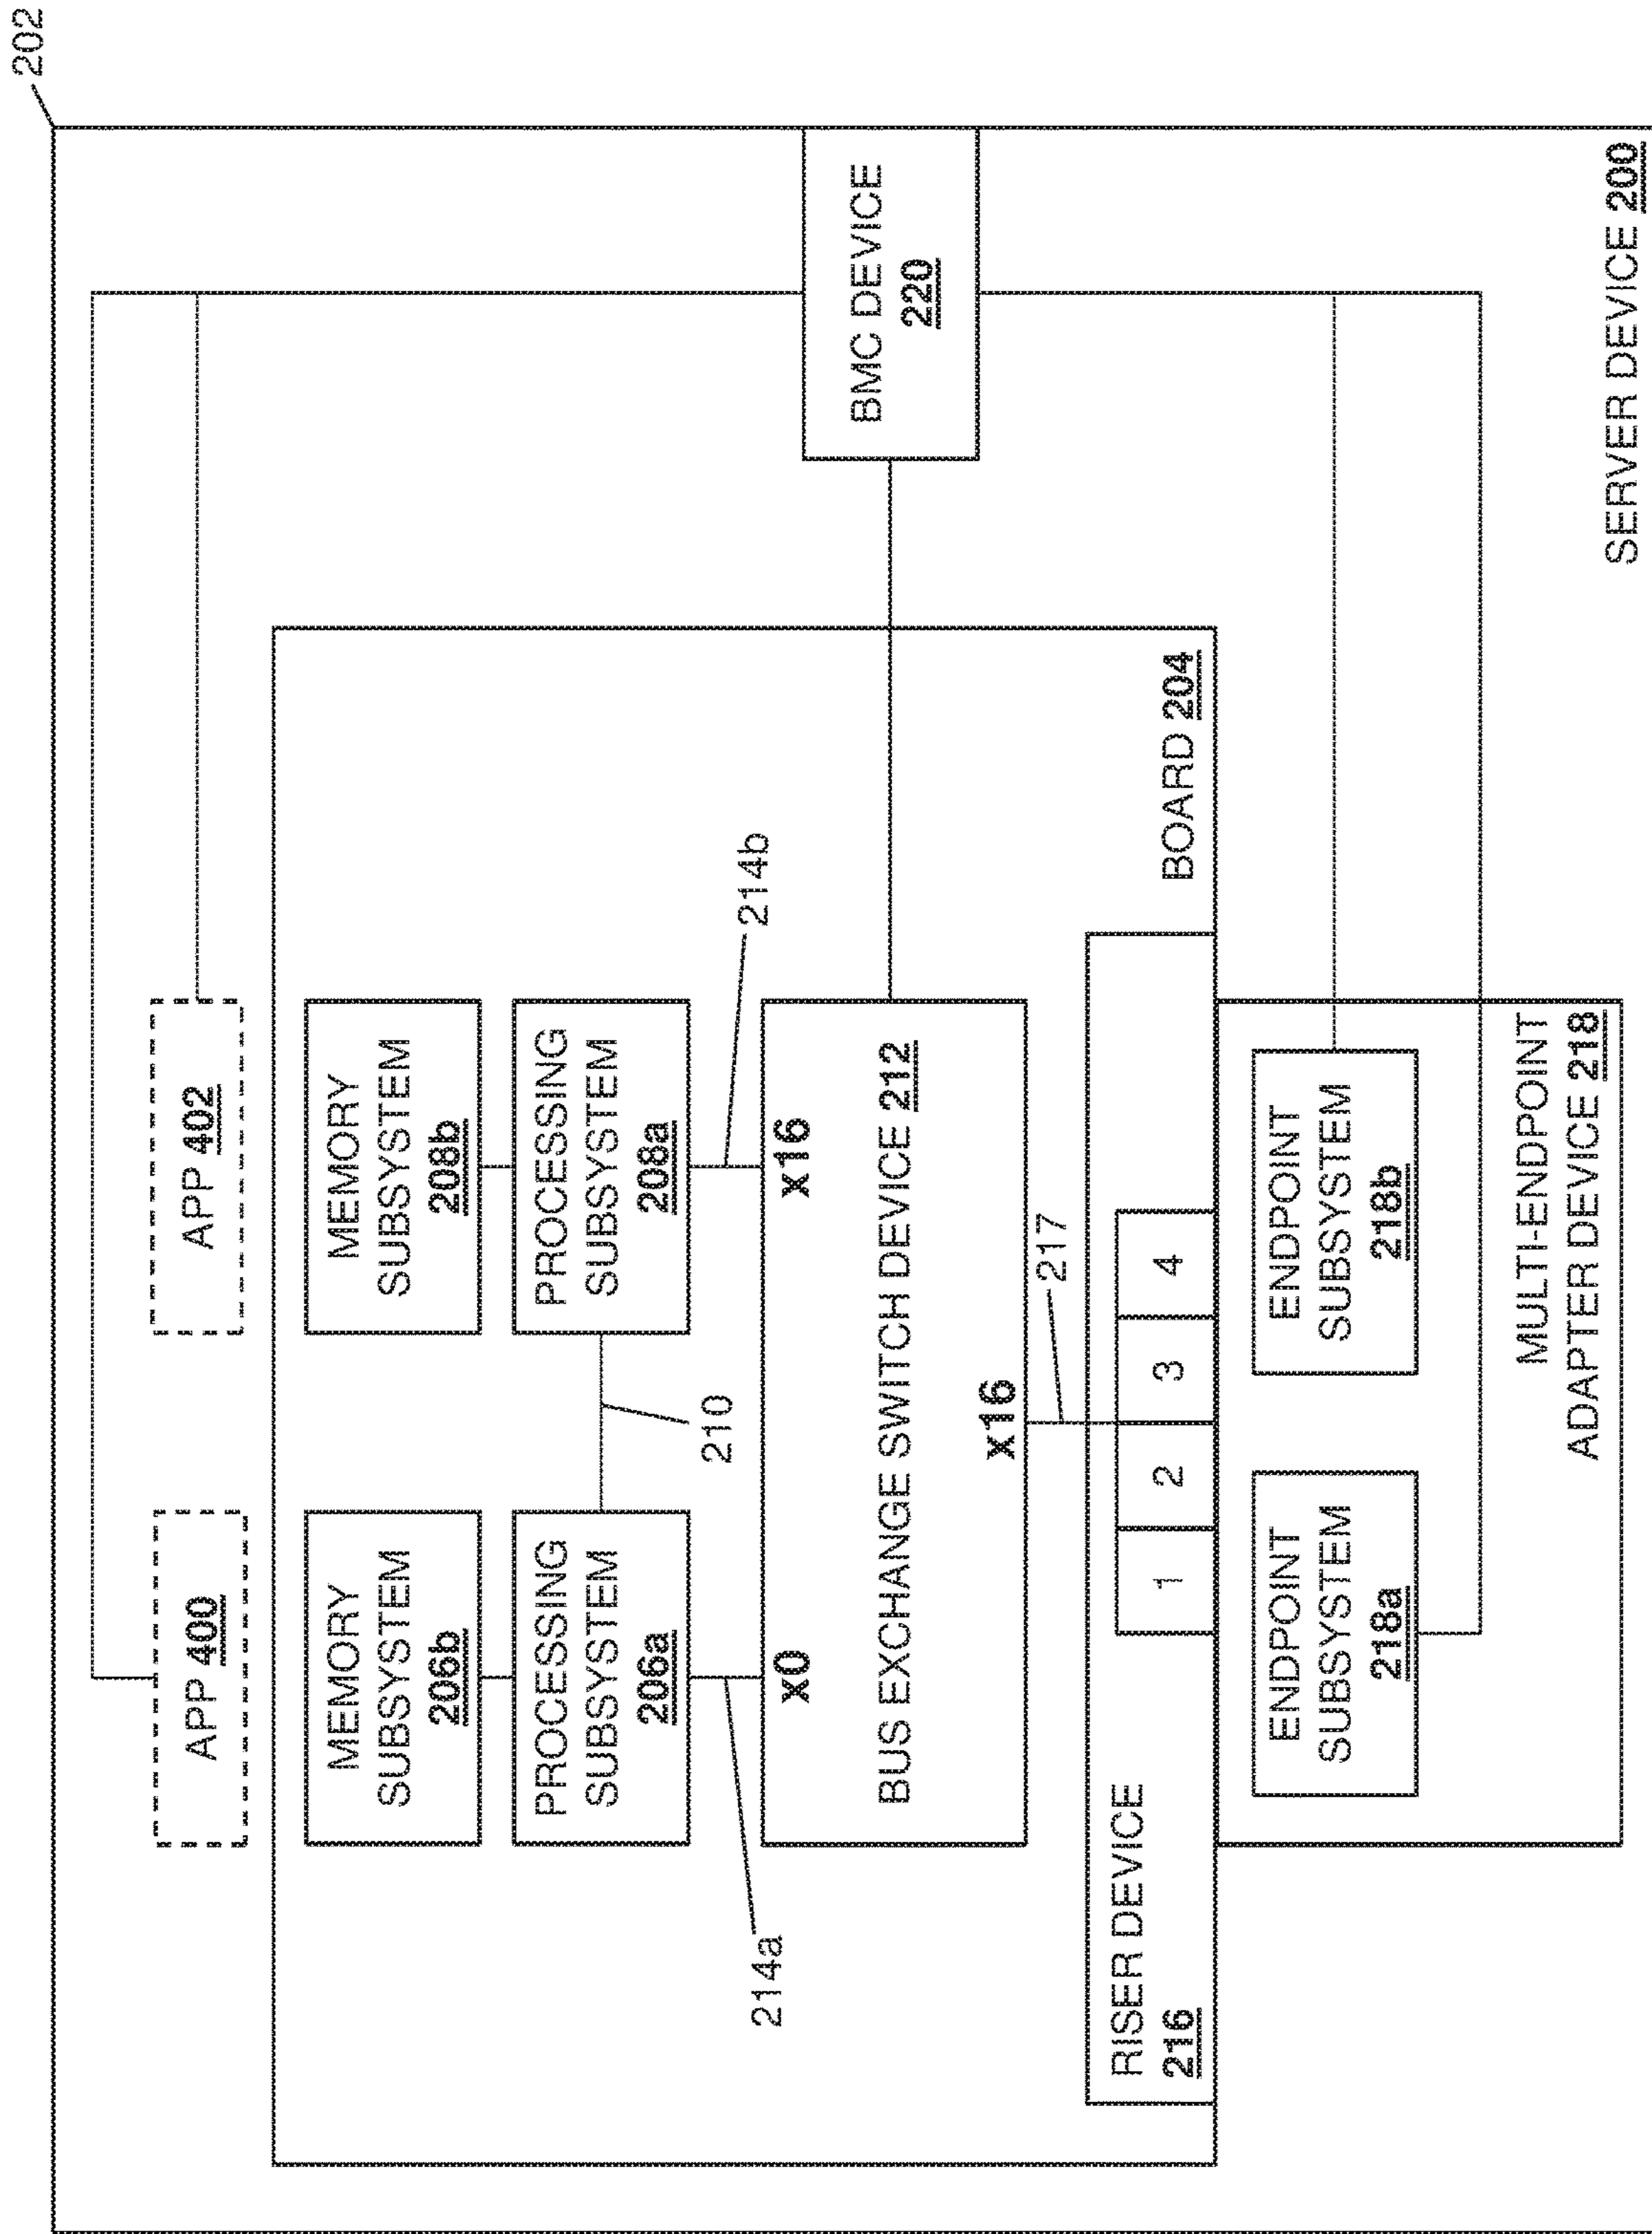 202
APP 400
APP 402
MEMORY
SUBSYSTEM
206b
MEMORY
SUBSYSTEM
208b
PROCESSING
SUBSYSTEM
206a
210
PROCESSING
SUBSYSTEM
208a
214a
214b
x0
x16
BUS EXCHANGE SWITCH DEVICE 212
x16
217
BMC DEVICE
220
RISER DEVICE
216
1
2
3
4
BOARD 204
ENDPOINT
SUBSYSTEM
218a
ENDPOINT
SUBSYSTEM
218b
MULTI-ENDPOINT
ADAPTER DEVICE 218
SERVER DEVICE 200